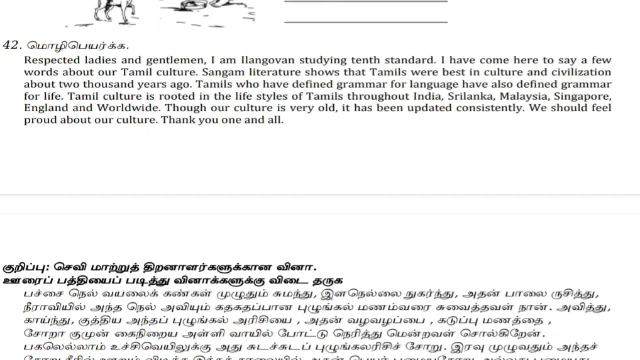 42. மொழிபெயர்க்க.
Respected ladies and gentlemen, I am Ilangovan studying tenth standard. I have come here to say a few
words about our Tamil culture. Sangam literature shows that Tamils were best in culture and civilization
about two thousand years ago. Tamils who have defined grammar for language have also defined grammar
for life. Tamil culture is rooted in the life styles of Tamils throughout India, Srilanka, Malaysia, Singapore,
England and Worldwide. Though our culture is very old, it has been updated consistently. We should feel
proud about our culture. Thank you one and all.
குறிப்பு: செவி மாற்றுத் திறனாளர்களுக்கான வினா.
ஊரைப் பத்தியைப் படித்து வினாக்களுக்கு விடை தருக
பச்சை நெல் வயலைக் கண்கள் முழுதும் சுமந்து, இளநெல்லை நுகர்ந்து, அதன் பாலை ருசித்து,
நீராவியில் அந்த நெல் அவியும் கதகதப்பான புழுங்கல் மணம்வரை சுவைத்தவள் நான். அவித்து,
காய்ந்து, குத்திய அந்தப் புழுங்கல் அரிசியை , அதன் வழவழப்பை , கடுப்பு மணத்தை ,
சோறாகு முன் கைநிறைய அள்ளி வாயில் போட்டு நெரித்து மென்றவள் சொல்கிறேன்.
பகலெல்லாம் உச்சிவெயிலுக்கு அது சுடச்சுடப் புழுங்கலரிசிச் சோறு. இரவு முழுவதும் அந்தச்